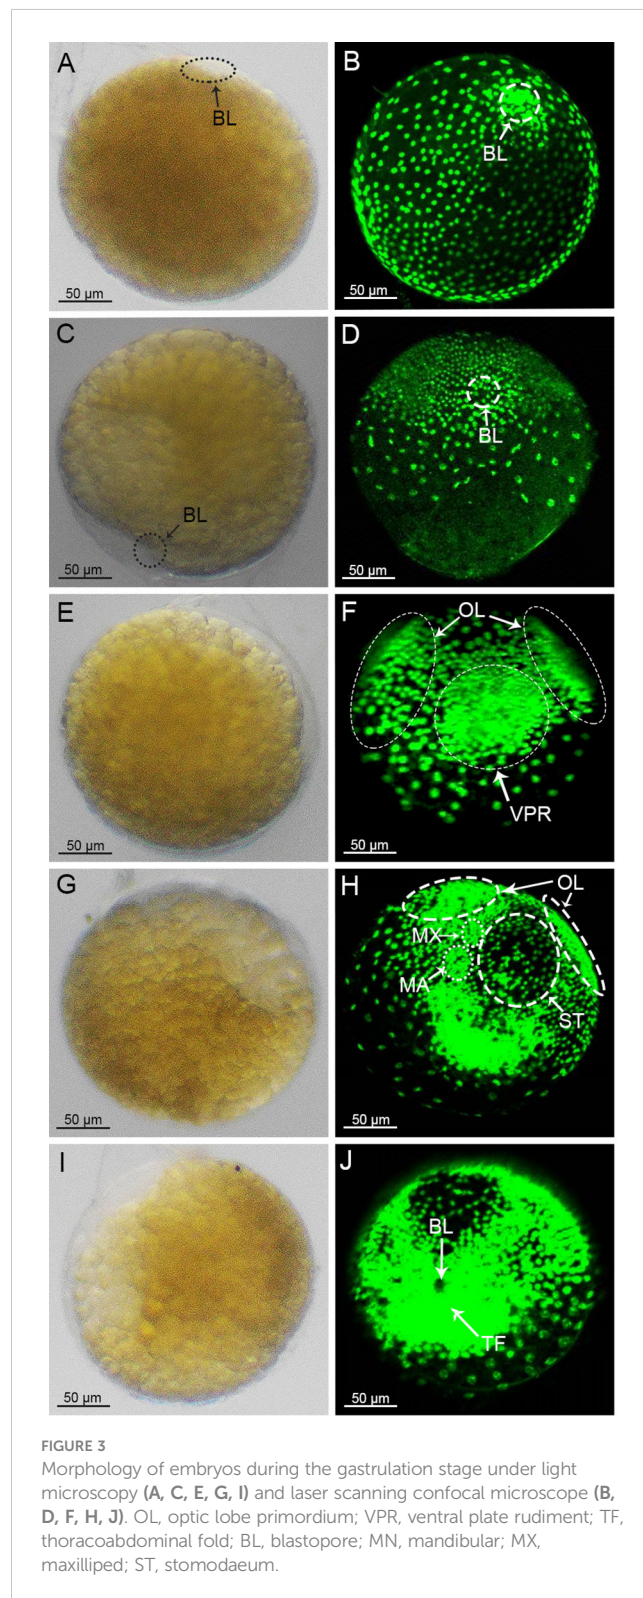 A
BL
50 µm
B
BL
50 µm
C
BL
50 µm
D
BL
50 µm
E
50 µm
F
OL
VPR
50 µm
G
50 µm
H
OL
MX
MA
ST
50 µm
I
50 µm
J
BL
TF
50 µm
FIGURE 3
Morphology of embryos during the gastrulation stage under light
microscopy (A, C, E, G, I) and laser scanning confocal microscope (B,
D, F, H, J). OL, optic lobe primordium; VPR, ventral plate rudiment; TF,
thoracoabdominal fold; BL, blastopore; MN, mandibular; MX,
maxilliped; ST, stomodaeum.